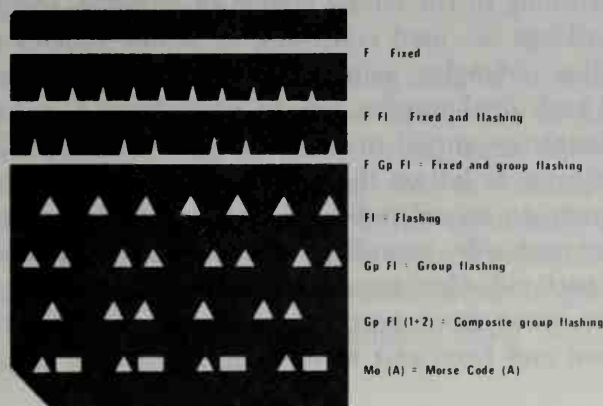 F Fixed
F Fl Fixed and flashing
F Gp Fl = Fixed and group flashing
Fl - Flashing
Gp Fl = Group flashing
Gp Fl (1+2) = Composite group flashing
Mo (A) = Morse Code (A)